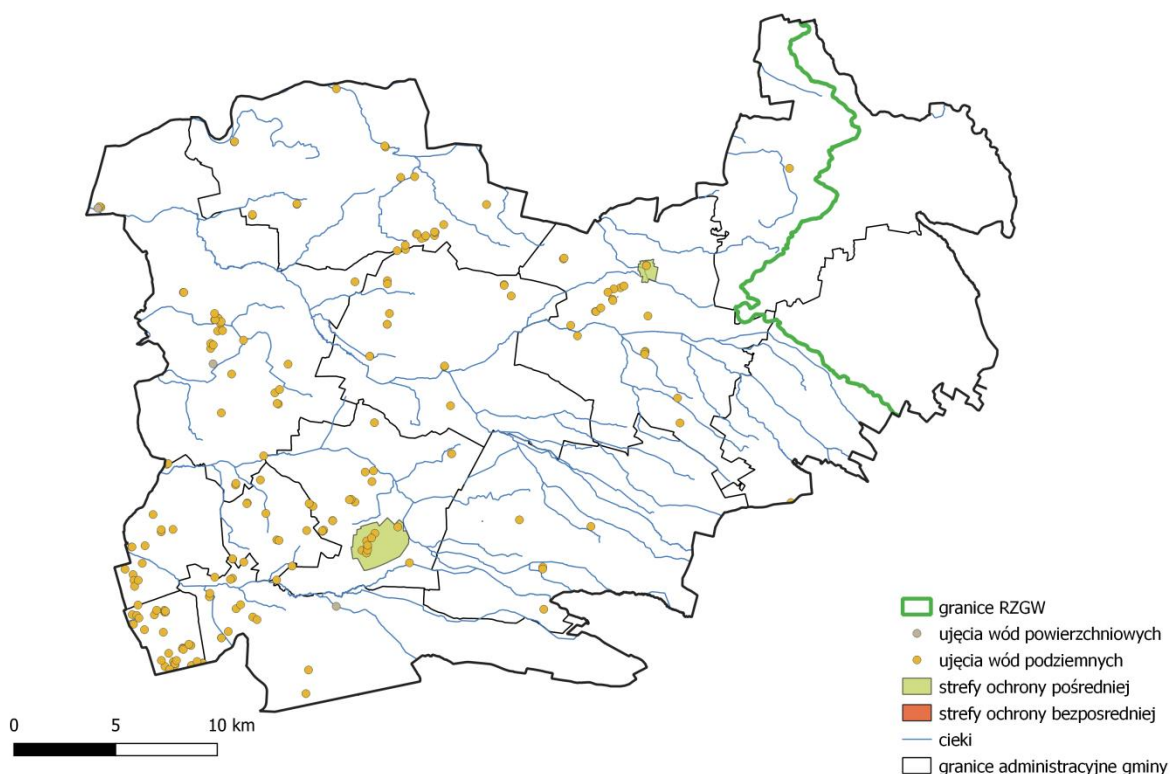 granice RZGW
ujęcia wód powierzchniowych
ujęcia wód podziemnych
strefy ochrony pośredniej
strefy ochrony bezposredniej
cieki
granice administracyjne gminy
0 5 10 km